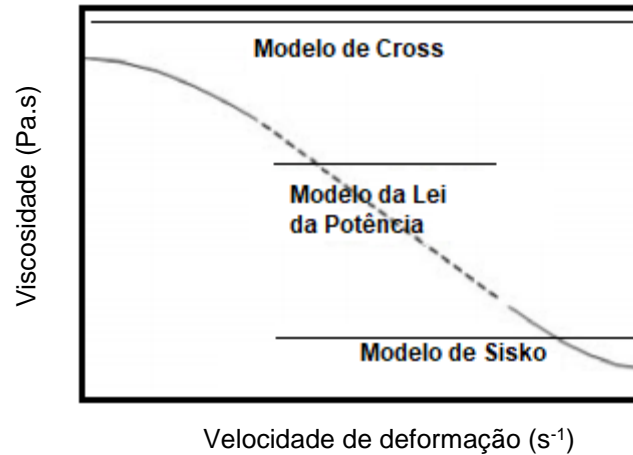 Modelo de Cross
Modelo da Lei
da Potência
Modelo de Sisko
Viscosidade (Pa.s)
Velocidade de deformação (s⁻¹)